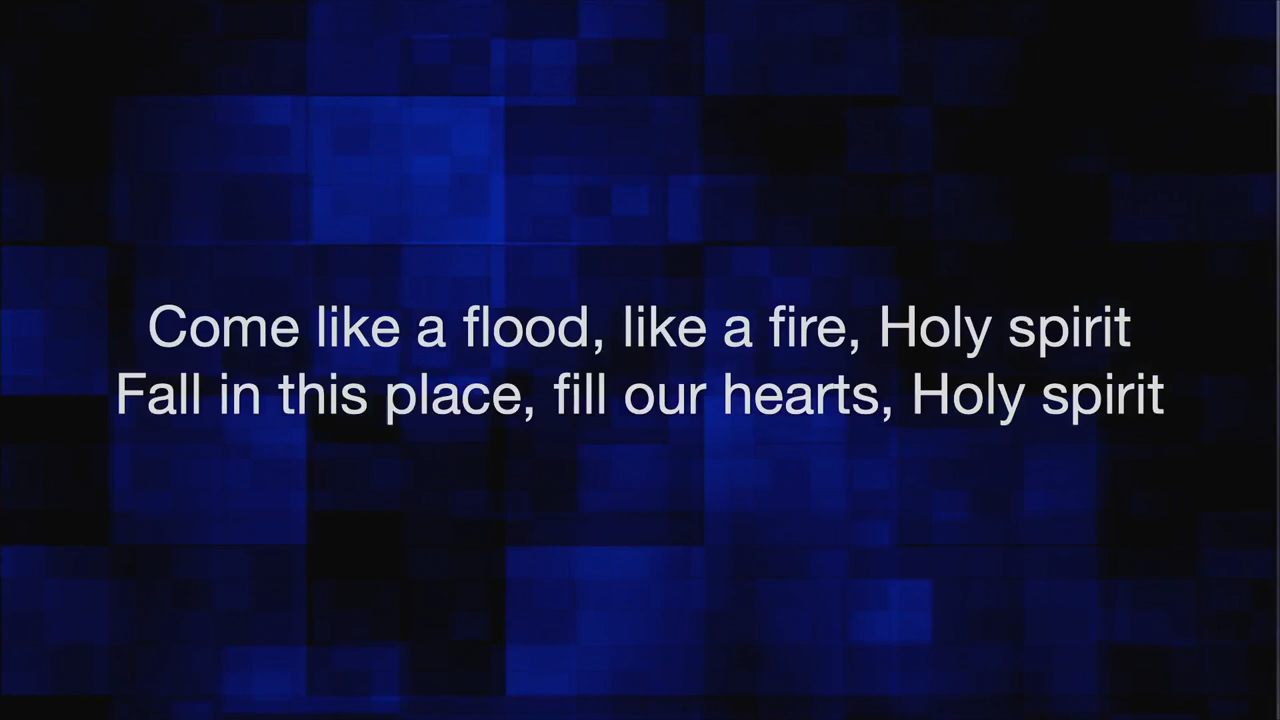 Come like a flood, like a fire, Holy spirit
Fall in this place, fill our hearts, Holy spirit